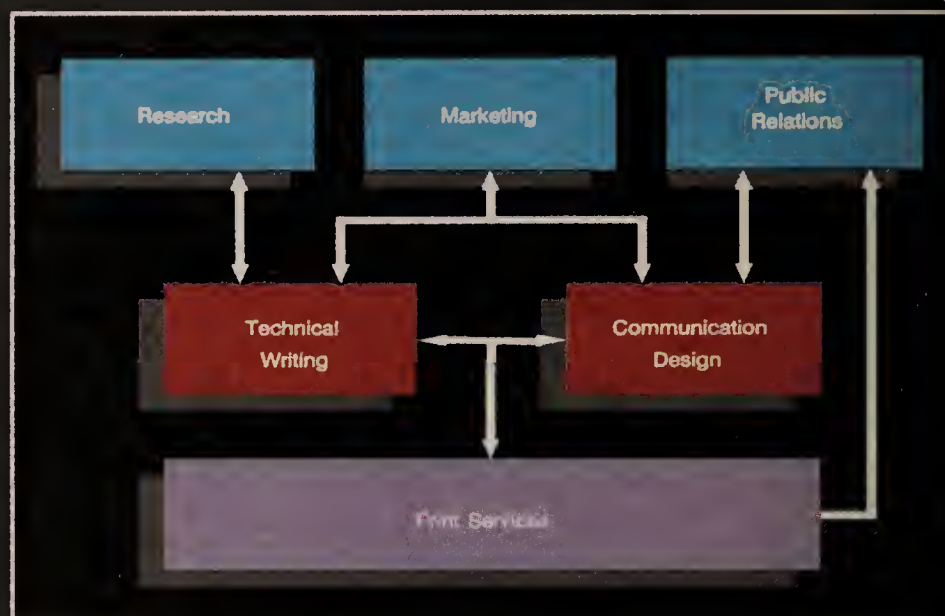 Research
Marketing
Public
Relations
Technical
Writing
Communication
Design
Print Services